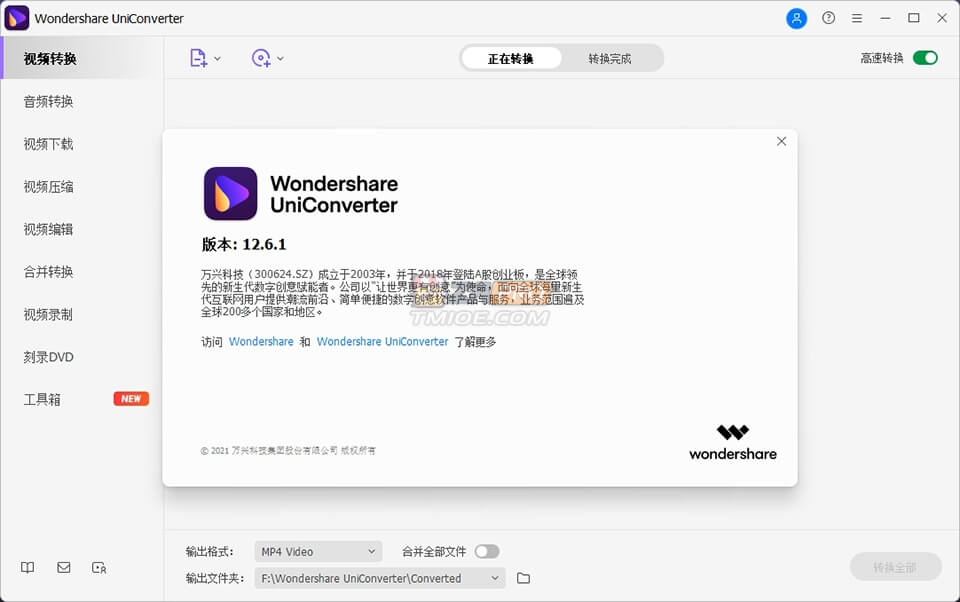 Wondershare UniConverter
视频转换
正在转换
转换完成
高速转换
音频转换
视频下载
视频压缩
视频编辑
合并转换
视频录制
刻录DVD
工具箱
NEW
Wondershare
UniConverter
版本: 12.6.1
万兴科技（300624.SZ）成立于2003年，并于2018年登陆A股创业板，是全球领
先的新生代数字创意赋能者。公司以"让世界更有创意"为使命，面向全球海里新生
代互联网用户提供潮流前沿、简单便捷的数字创意软件产品与服务，业务范围遍及
全球200多个国家和地区。
TMIOE.COM
访问 Wondershare 和 Wondershare UniConverter 了解更多
© 2021 万兴科技集团股份有限公司 版权所有
wondershare
输出格式:
MP4 Video
合并全部文件
输出文件夹:
F:\Wondershare UniConverter\Converted
转换全部